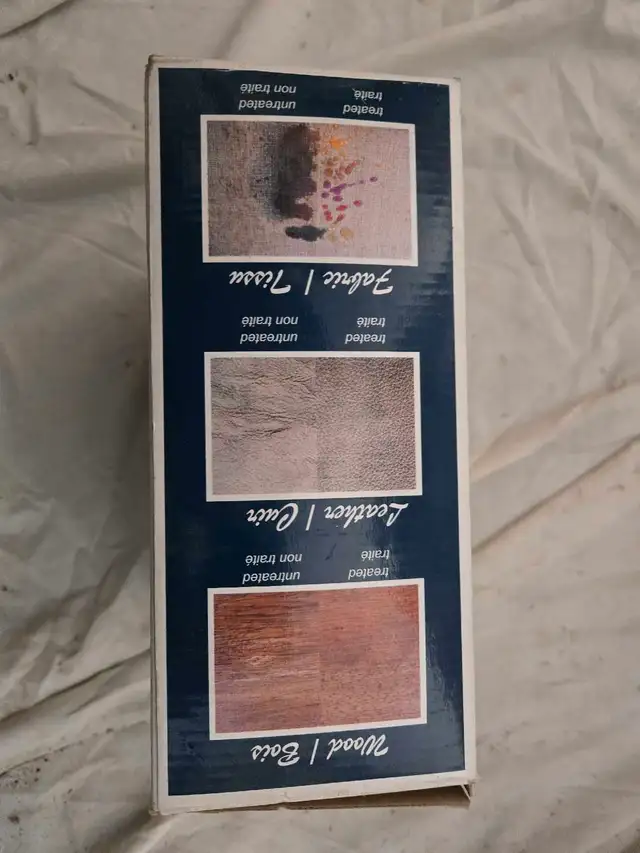 Wood | Bois
treated untreated
traité non traité
Leather | Cuir
treated untreated
traité non traité
Fabric | Tissu
treated untreated
traité non traité